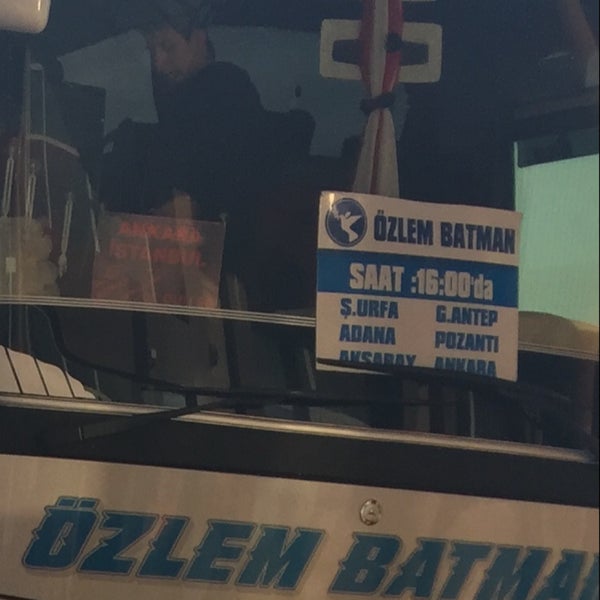 ÖZLEM BATMAN
SAAT :16:00'da
Ş.URFA G.ANTEP
ADANA POZANTI
AKSARAY ANKARA
ANKARA
İSTANBUL
ÖZLEM BATMAN